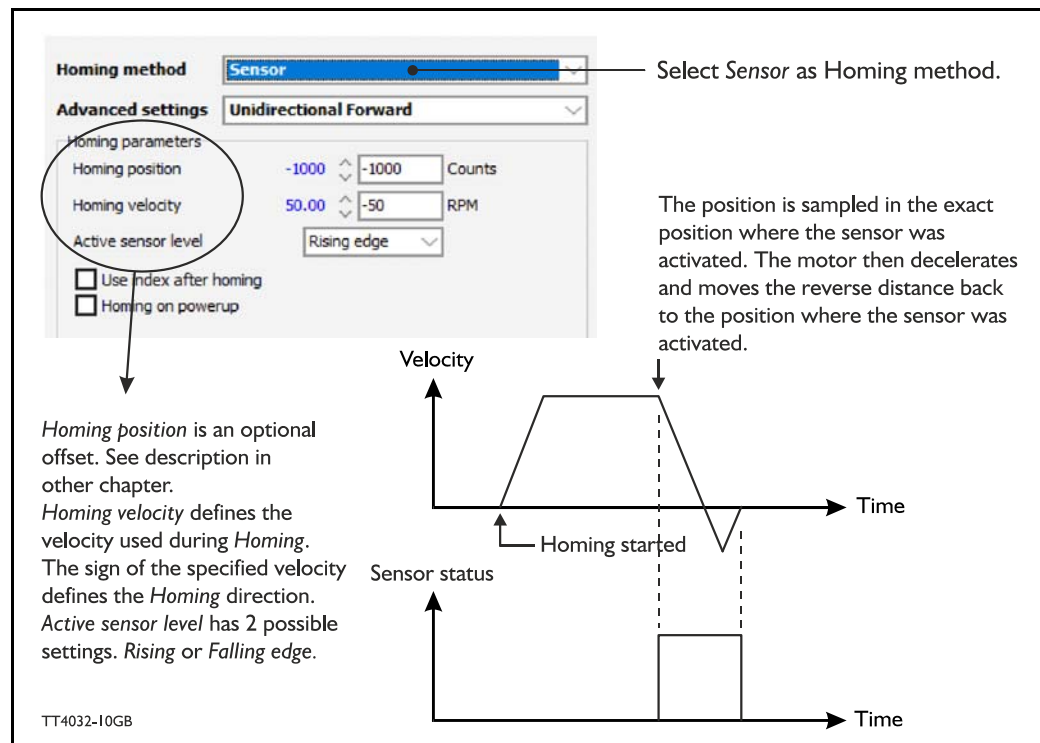 Homing method Sensor
Select Sensor as Homing method.
Advanced settings Unidirectional Forward
Homing parameters
Homing position -1000 -1000 Counts
Homing velocity 50.00 -50 RPM
Active sensor level Rising edge
Use index after homing
Homing on powerup
The position is sampled in the exact
position where the sensor was
activated. The motor then decelerates
and moves the reverse distance back
to the position where the sensor was
activated.
Velocity
Time
Homing started
Homing position is an optional
offset. See description in
other chapter.
Homing velocity defines the
velocity used during Homing.
The sign of the specified velocity
defines the Homing direction.
Active sensor level has 2 possible
settings. Rising or Falling edge.
Sensor status
Time
TT4032-10GB